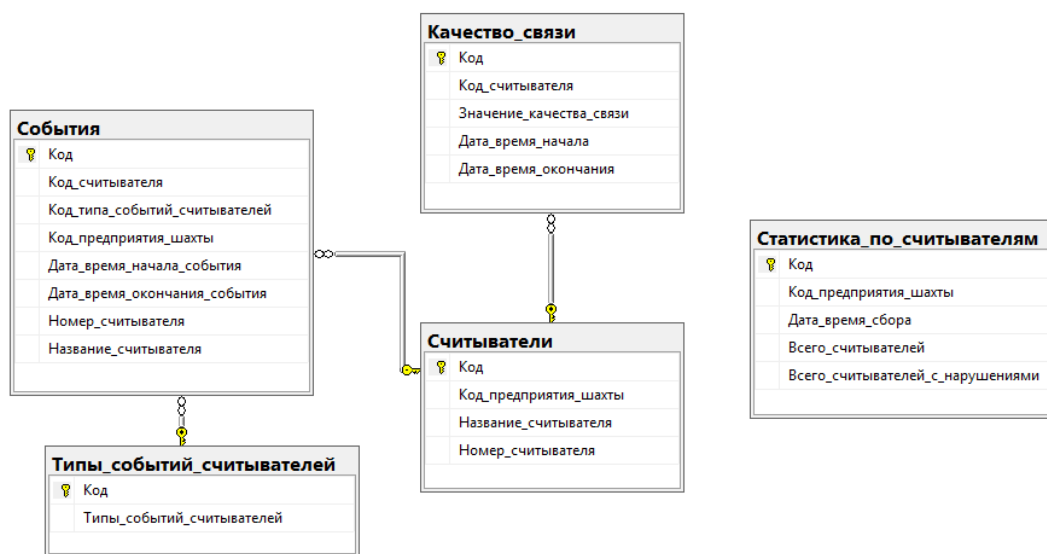 Качество_связи
Код
Код_считывателя
Значение_качества_связи
Дата_время_начала
Дата_время_окончания
События
Код
Код_считывателя
Код_типа_событий_считывателей
Код_предприятия_шахты
Дата_время_начала_события
Дата_время_окончания_события
Номер_считывателя
Название_считывателя
Статистика_по_считывателям
Код
Код_предприятия_шахты
Дата_время_сбора
Всего_считывателей
Всего_считывателей_с_нарушениями
Считыватели
Код
Код_предприятия_шахты
Название_считывателя
Номер_считывателя
Типы_событий_считывателей
Код
Типы_событий_считывателей